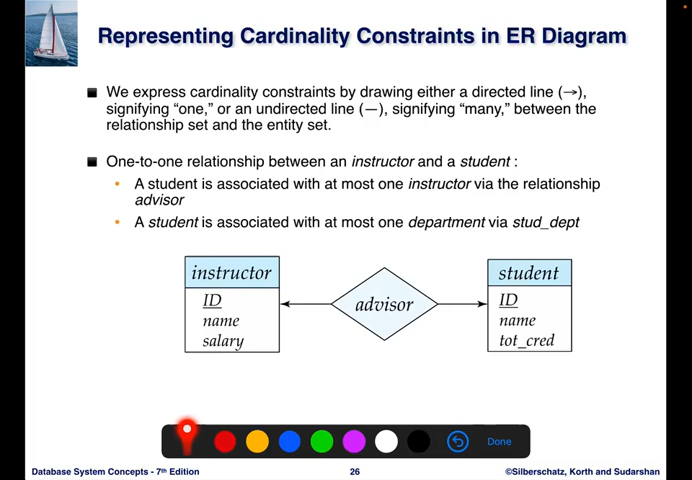 Representing Cardinality Constraints in ER Diagram
We express cardinality constraints by drawing either a directed line (→),
signifying “one,” or an undirected line (—), signifying “many,” between the
relationship set and the entity set.
One-to-one relationship between an instructor and a student :
• A student is associated with at most one instructor via the relationship
advisor
• A student is associated with at most one department via stud_dept
instructor
ID
name
salary
advisor
student
ID
name
tot_cred
Done
Database System Concepts - 7th Edition
26
©Silberschatz, Korth and Sudarshan